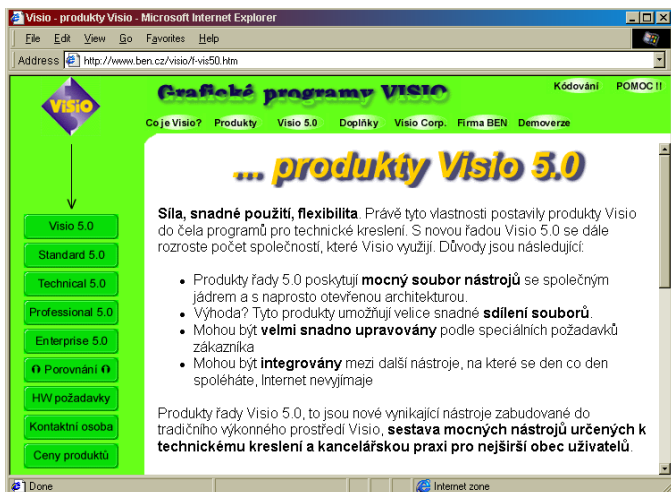 Visio - produkty Visio - Microsoft Internet Explorer
File Edit View Go Favorites Help
Address http://www.ben.cz/visio/f-vis50.htm
VISIO
Grafické programy VISIO
Kódování POMOC !!
Co je Visio? Produkty Visio 5.0 Doplňky Visio Corp. Firma BEN Demoverze
... produkty Visio 5.0
Visio 5.0
Standard 5.0
Technical 5.0
Professional 5.0
Enterprise 5.0
Porovnání
HW požadavky
Kontaktní osoba
Ceny produktů
Síla, snadné použití, flexibilita. Právě tyto vlastnosti postavily produkty Visio
do čela programů pro technické kreslení. S novou řadou Visio 5.0 se dále
rozroste počet společností, které Visio využijí. Důvody jsou následující:
• Produkty řady 5.0 poskytují mocný soubor nástrojů se společným
jádrem a s naprosto otevřenou architekturou.
• Výhoda? Tyto produkty umožňují velice snadné sdílení souborů.
• Mohou být velmi snadno upravovány podle speciálních požadavků
zákazníka
• Mohou být integrovány mezi další nástroje, na které se den co den
spoléháte, Internet nevyjímaje
Produkty řady Visio 5.0, to jsou nové vynikající nástroje zabudované do
tradičního výkonného prostředí Visio, sestava mocných nástrojů určených k
technickému kreslení a kancelářskou praxi pro nejširší obec uživatelů.
Done
Internet zone